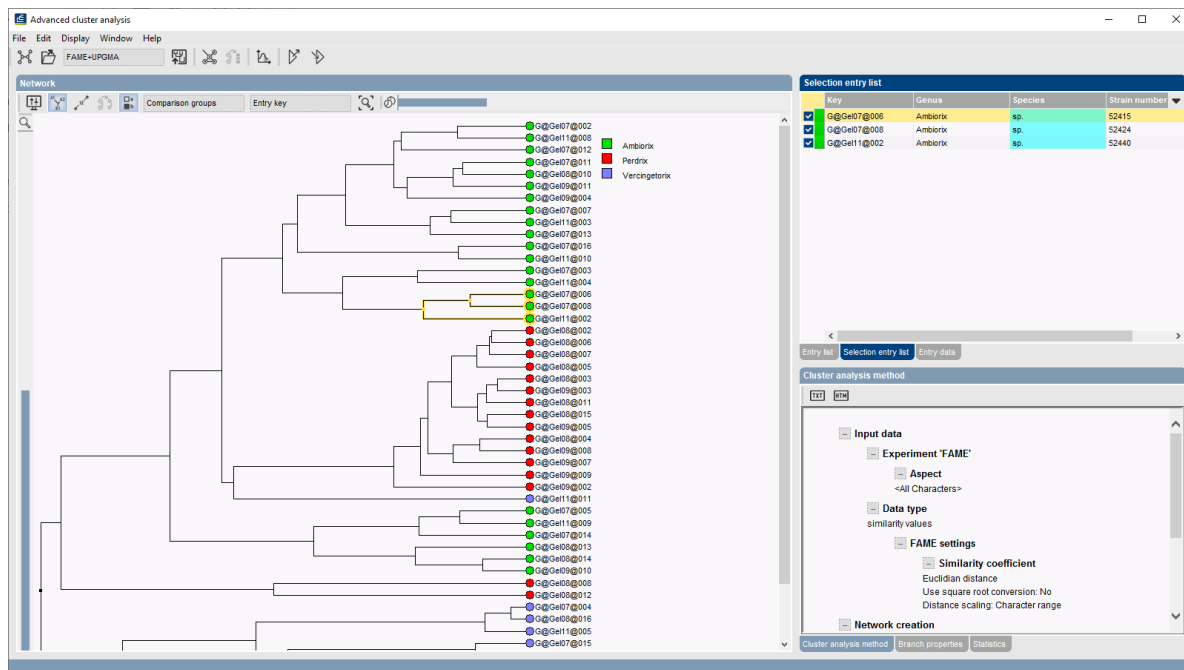 Advanced cluster analysis
File Edit Display Window Help
FAME+UPGMA
Network
Comparison groups
Entry key
G@Gel07@002
G@Gel11@008
G@Gel07@012
G@Gel07@011
G@Gel08@010
G@Gel09@011
G@Gel09@004
G@Gel07@007
G@Gel11@003
G@Gel07@013
G@Gel07@016
G@Gel11@010
G@Gel07@003
G@Gel11@004
G@Gel07@006
G@Gel07@008
G@Gel11@002
G@Gel08@002
G@Gel08@006
G@Gel08@007
G@Gel08@005
G@Gel08@003
G@Gel09@003
G@Gel08@011
G@Gel08@015
G@Gel09@005
G@Gel08@004
G@Gel09@008
G@Gel09@007
G@Gel09@009
G@Gel09@002
G@Gel11@011
G@Gel07@005
G@Gel11@009
G@Gel07@014
G@Gel08@013
G@Gel08@014
G@Gel09@010
G@Gel08@008
G@Gel08@012
G@Gel07@004
G@Gel08@016
G@Gel11@005
G@Gel07@015
Ambiorix
Perdrix
Vercingetorix
Selection entry list
Key Genus Species Strain number
G@Gel07@006 Ambiorix sp. 52415
G@Gel07@008 Ambiorix sp. 52424
G@Gel11@002 Ambiorix sp. 52440
Entry list Selection entry list Entry data
Cluster analysis method
TXT HTM
Input data
Experiment 'FAME'
Aspect
<All Characters>
Data type
similarity values
FAME settings
Similarity coefficient
Euclidian distance
Use square root conversion: No
Distance scaling: Character range
Network creation
Cluster analysis method Branch properties Statistics